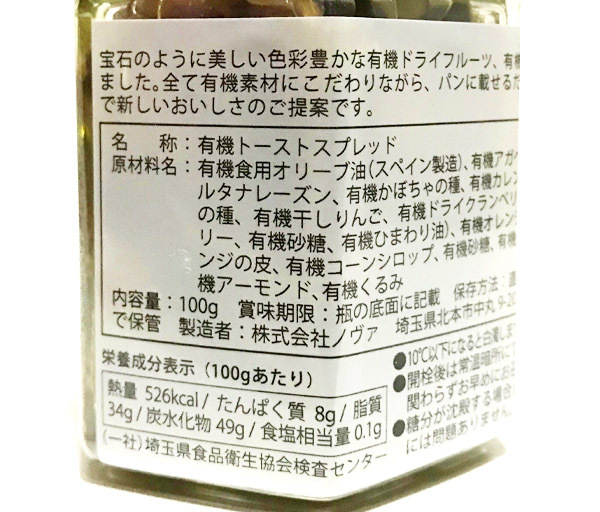 宝石のように美しい色彩豊かな有機ドライフルーツ、有機
ました。全て有機素材にこだわりながら、パンに載せるだ
で新しいおいしさのご提案です。
名 称：有機トーストスプレッド
原材料名：有機食用オリーブ油(スペイン製造)、有機アガベ
ルタナレーズン、有機かぼちゃの種、有機カレン
の種、有機干しりんご、有機ドライクランベリ
リー、有機砂糖、有機ひまわり油)、有機オレン
ンジの皮、有機コーンシロップ、有機砂糖、有機
機アーモンド、有機くるみ
内容量：100g 賞味期限：瓶の底面に記載 保存方法：直
で保管 製造者：株式会社ノヴァ 埼玉県北本市中丸 9-20
栄養成分表示（100gあたり）
熱量 526kcal/ たんぱく質 8g/ 脂質
34g/ 炭水化物 49g/ 食塩相当量 0.1g
（一社）埼玉県食品衛生協会検査センター
●10℃以下になると白濁しま
●開栓後は常温暗所に
関わらずお早めにお
●糖分が沈殿する場合
には問題ありません。